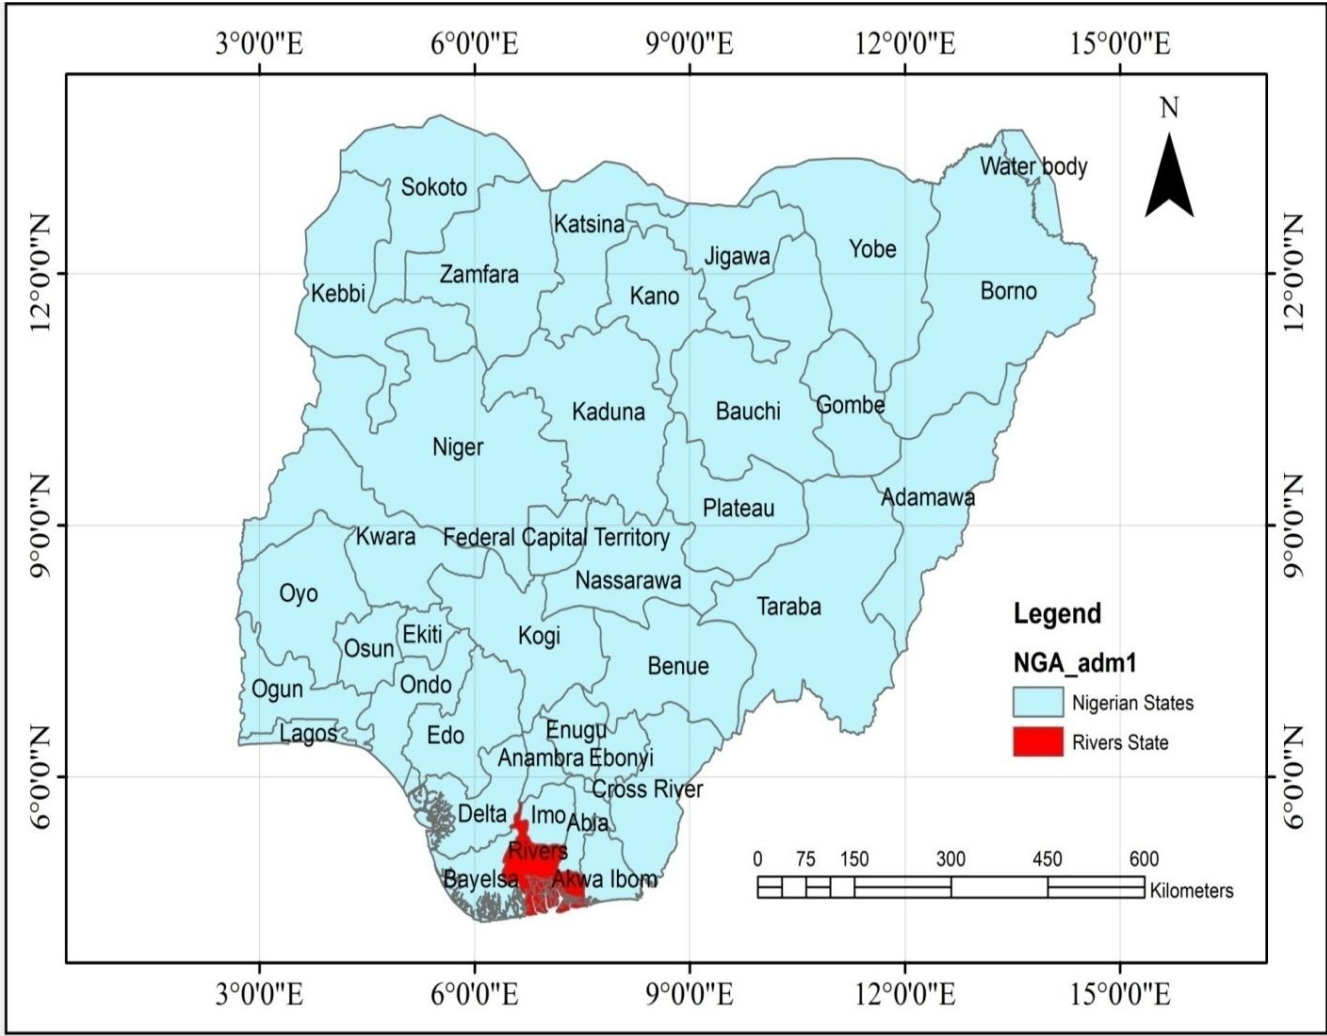 3°0'0"E 6°0'0"E 9°0'0"E 12°0'0"E 15°0'0"E
N
Water body
Sokoto
Katsina
Yobe
Jigawa
Zamfara
12°0'0"N
12°0'0"N
Kebbi
Kano
Borno
Gombe
Kaduna
Bauchi
Niger
Adamawa
Plateau
9°0'0"N
9°0'0"N
Kwara
Federal Capital Territory
Nassarawa
Oyo
Taraba
Ekiti
Kogi
Osun
Benue
Ondo
Ogun
Lagos
Edo
Enugu
Anambra Ebonyi
6°0'0"N
6°0'0"N
Cross River
Delta
Imo
Abia
Rivers
Bayelsa
Akwa Ibom
Legend
NGA_adm1
Nigerian States
Rivers State
0 75 150 300 450 600
Kilometers
3°0'0"E 6°0'0"E 9°0'0"E 12°0'0"E 15°0'0"E